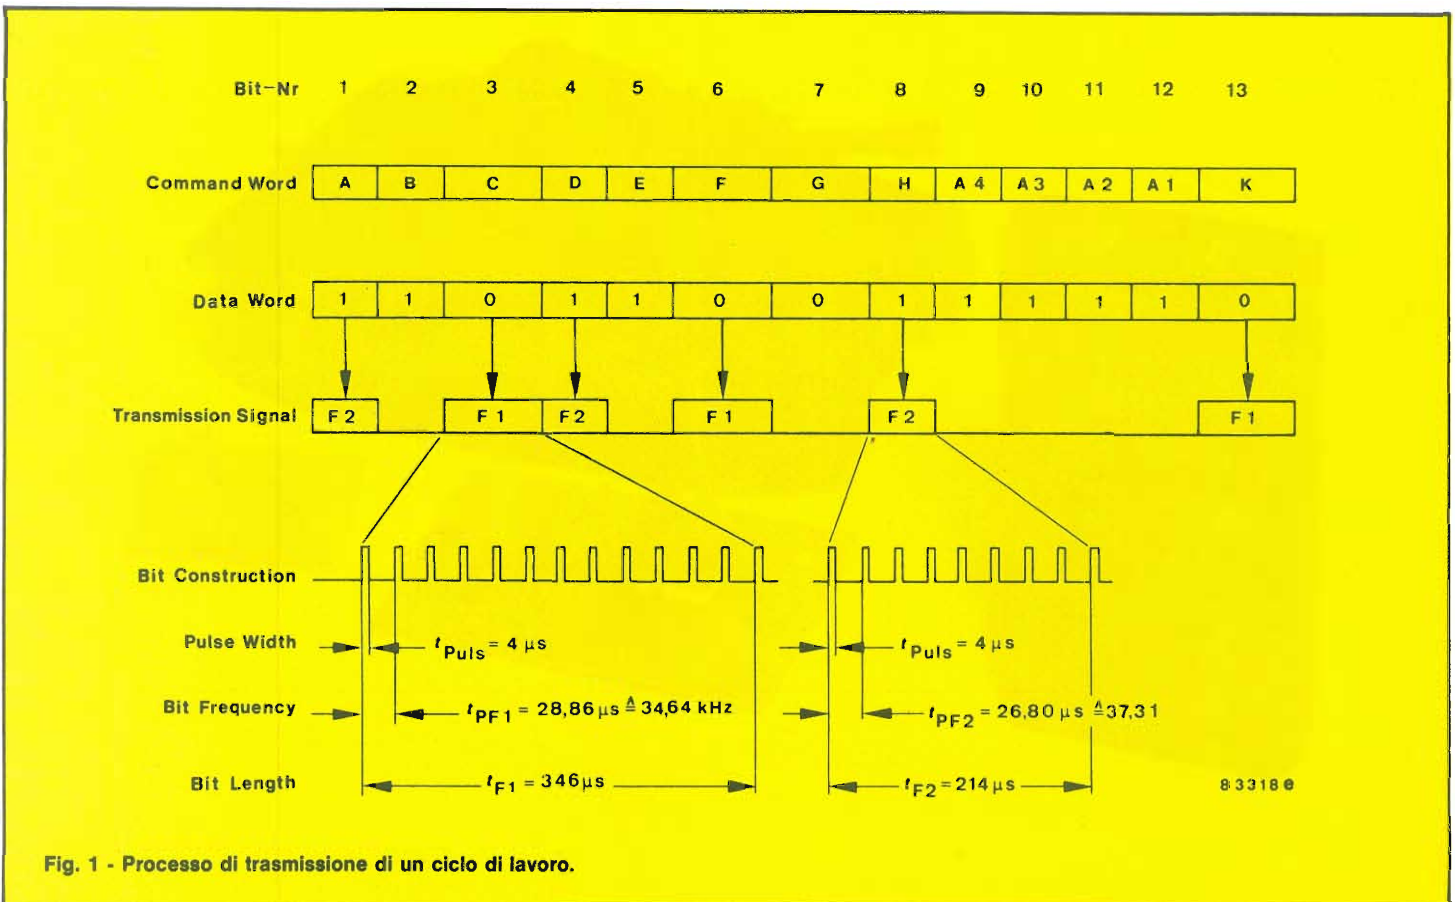 Bit-Nr 1 2 3 4 5 6 7 8 9 10 11 12 13
Command Word A B C D E F G H A 4 A 3 A 2 A 1 K
Data Word 1 1 0 1 1 0 0 1 1 1 1 1 0
Transmission Signal F 2 F 1 F 2 F 1 F 2 F 1
Bit Construction
Pulse Width tPuls = 4 µs tPuls = 4 µs
Bit Frequency tPF1 = 28,86 µs ≙ 34,64 kHz tPF2 = 26,80 µs ≙ 37,31
Bit Length tF1 = 346 µs tF2 = 214 µs 83318e
Fig. 1 - Processo di trasmissione di un ciclo di lavoro.